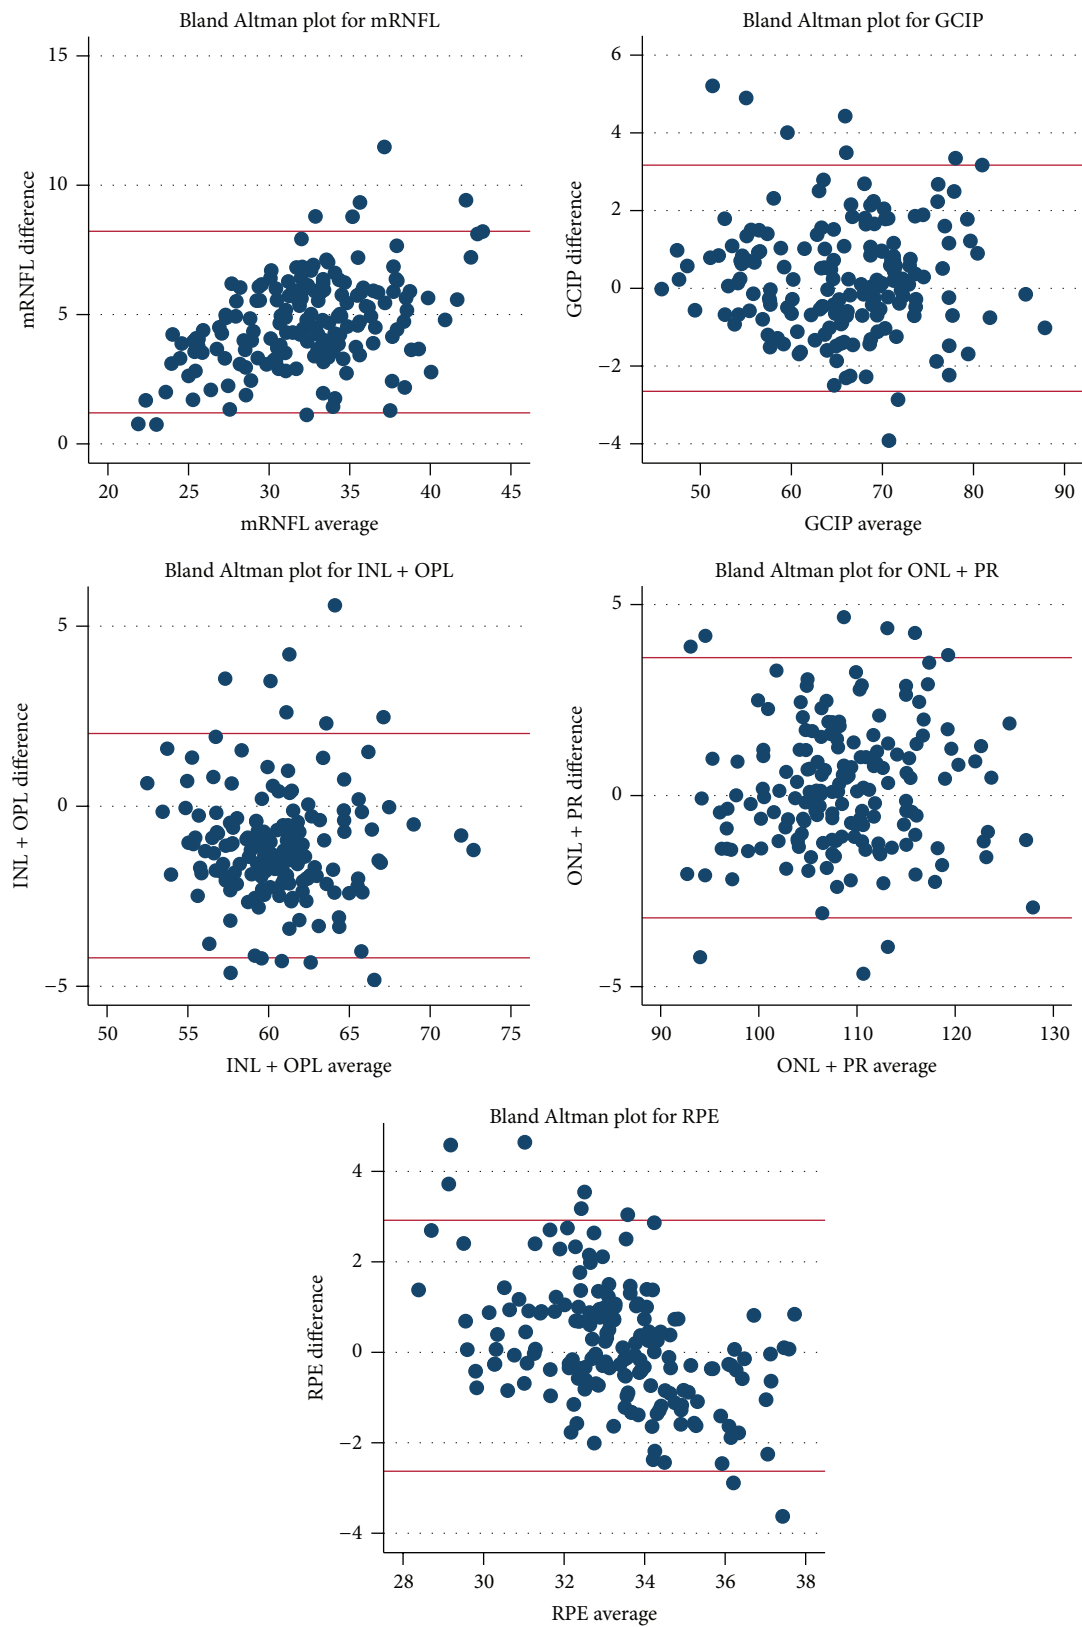 Bland Altman plot for mRNFL
15
10
5
0
mRNFL difference
20 25 30 35 40 45
mRNFL average
Bland Altman plot for GCIP
6
4
2
0
−2
−4
GCIP difference
50 60 70 80 90
GCIP average
Bland Altman plot for INL + OPL
5
0
−5
INL + OPL difference
50 55 60 65 70 75
INL + OPL average
Bland Altman plot for ONL + PR
5
0
−5
ONL + PR difference
90 100 110 120 130
ONL + PR average
Bland Altman plot for RPE
4
2
0
−2
−4
RPE difference
28 30 32 34 36 38
RPE average